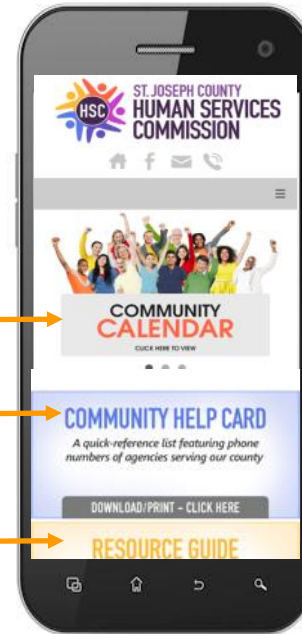 HSC
ST. JOSEPH COUNTY
HUMAN SERVICES
COMMISSION
COMMUNITY
CALENDAR
CLICK HERE TO VIEW
COMMUNITY HELP CARD
A quick-reference list featuring phone
numbers of agencies serving our county
DOWNLOAD/PRINT - CLICK HERE
RESOURCE GUIDE